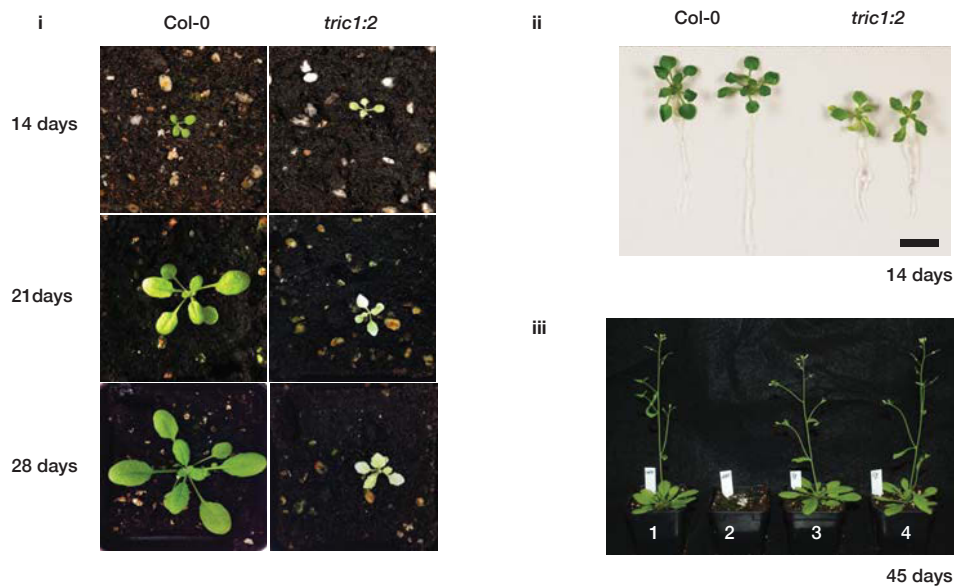 i
Col-0
tric1:2
14 days
21days
28 days
ii
Col-0
tric1:2
14 days
iii
1
2
3
4
45 days